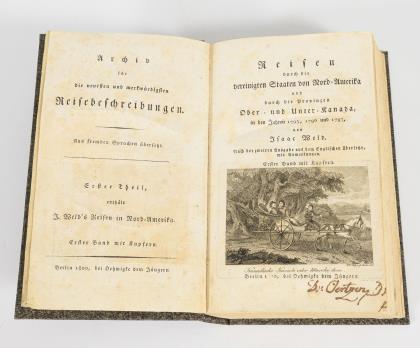 Archiv
für
die neuesten und merkwürdigsten
Reisebeschreibungen.
Aus fremden Sprachen übersetzt.
Erster Theil,
enthält
J. Weld's Reisen in Nord-Amerika.
Erster Band mit Kupfern.
Berlin 1800, bei Oehmigke dem Jüngern
Reisen
durch die
vereinigten Staaten von Nord-Amerika
und
durch die Provinzen
Ober- und Unter-Kanada,
in den Jahren 1795, 1796 und 1797,
von
Isaac Weld.
Nach der zweiten Ausgabe aus dem Englischen übersetzt,
mit Anmerkungen.
Erster Band mit Kupfern.
Berlin bei Oehmigke dem Jüngern
Dr. Oertzen